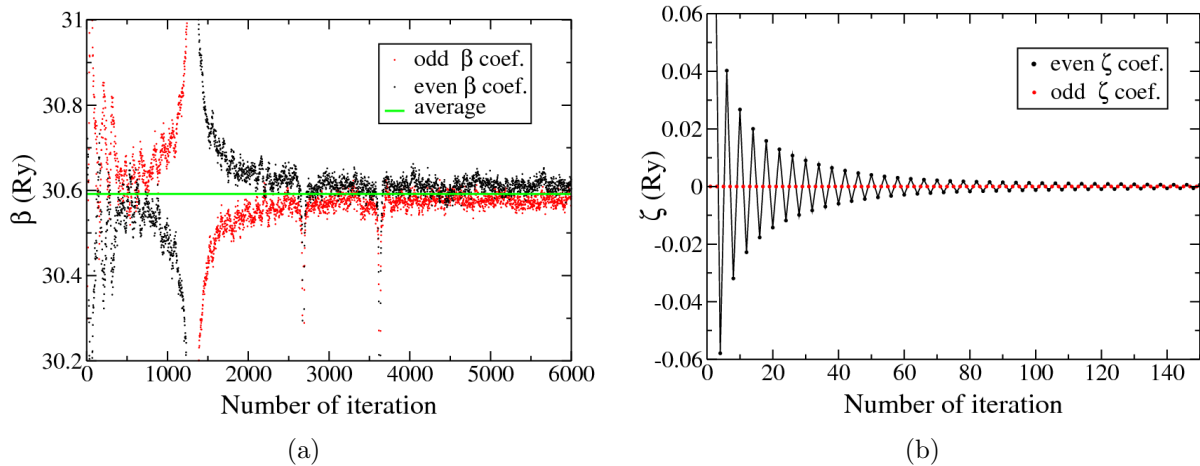 31
30.8
30.6
30.4
30.2
β (Ry)
odd β coef.
even β coef.
average
0 1000 2000 3000 4000 5000 6000
Number of iteration
(a)
0.06
0.04
0.02
0
-0.02
-0.04
-0.06
ζ (Ry)
even ζ coef.
odd ζ coef.
0 20 40 60 80 100 120 140
Number of iteration
(b)